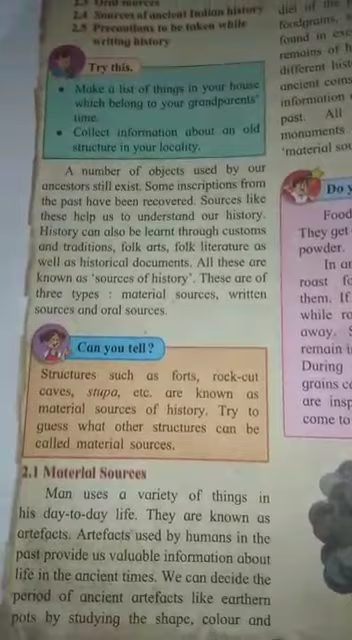 2.3 Oral sources
2.4 Sources of ancient Indian history
2.5 Precautions to be taken while
writing history
Try this.
• Make a list of things in your house
which belong to your grandparents'
time.
• Collect information about an old
structure in your locality.
A number of objects used by our
ancestors still exist. Some inscriptions from
the past have been recovered. Sources like
these help us to understand our history.
History can also be learnt through customs
and traditions, folk arts, folk literature as
well as historical documents. All these are
known as 'sources of history'. These are of
three types : material sources, written
sources and oral sources.
Can you tell?
Structures such as forts, rock-cut
caves, stupa, etc. are known as
material sources of history. Try to
guess what other structures can be
called material sources.
2.1 Material Sources
Man uses a variety of things in
his day-to-day life. They are known as
artefacts. Artefacts used by humans in the
past provide us valuable information about
life in the ancient times. We can decide the
period of ancient artefacts like earthern
pots by studying the shape, colour and
diet of the
foodgrains,
found in
remains of
different
ancient coins
information
past. All
monuments
'material
Do
Food
They get
powder.
In
roast
them. If
while
away.
remain
During
grains
are
come to